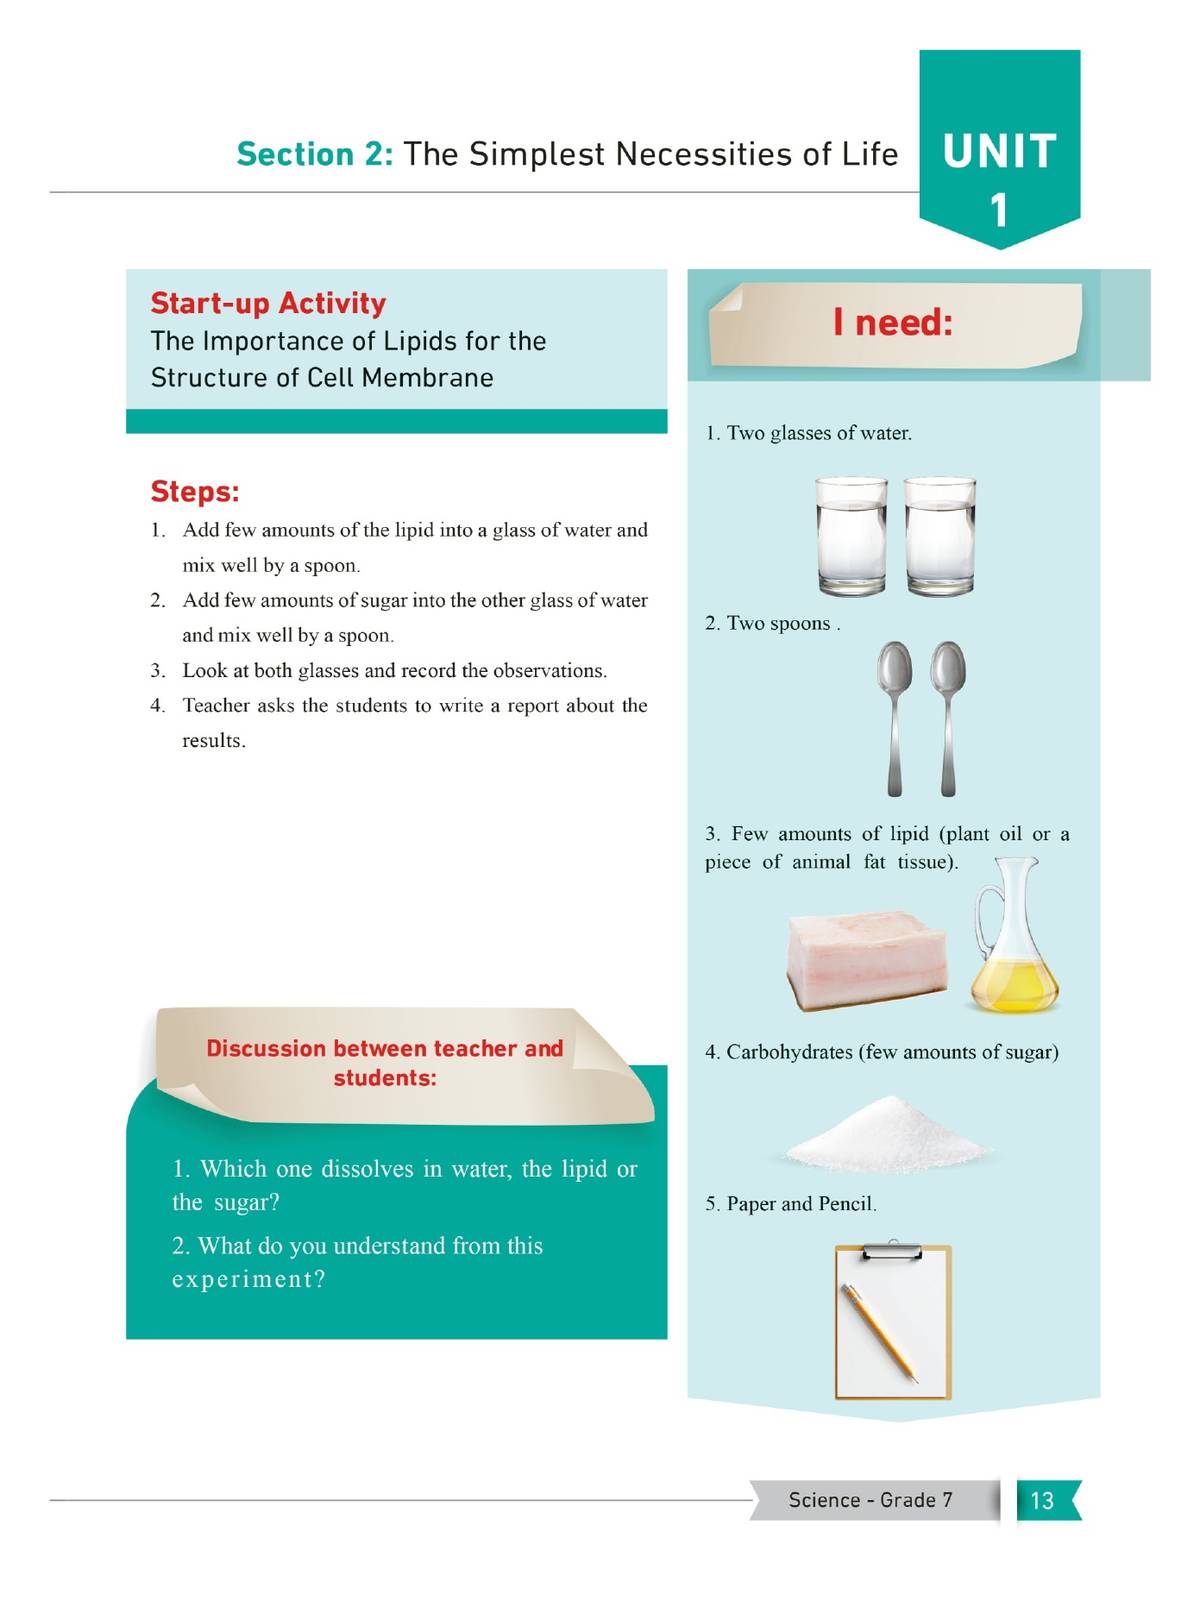 Section 2: The Simplest Necessities of Life
UNIT
1
Start-up Activity
The Importance of Lipids for the
Structure of Cell Membrane
Steps:
1. Add few amounts of the lipid into a glass of water and
mix well by a spoon.
2. Add few amounts of sugar into the other glass of water
and mix well by a spoon.
3. Look at both glasses and record the observations.
4. Teacher asks the students to write a report about the
results.
Discussion between teacher and
students:
1. Which one dissolves in water, the lipid or
the sugar?
2. What do you understand from this
experiment?
I need:
1. Two glasses of water.
2. Two spoons .
3. Few amounts of lipid (plant oil or a
piece of animal fat tissue).
4. Carbohydrates (few amounts of sugar)
5. Paper and Pencil.
Science - Grade 7
13